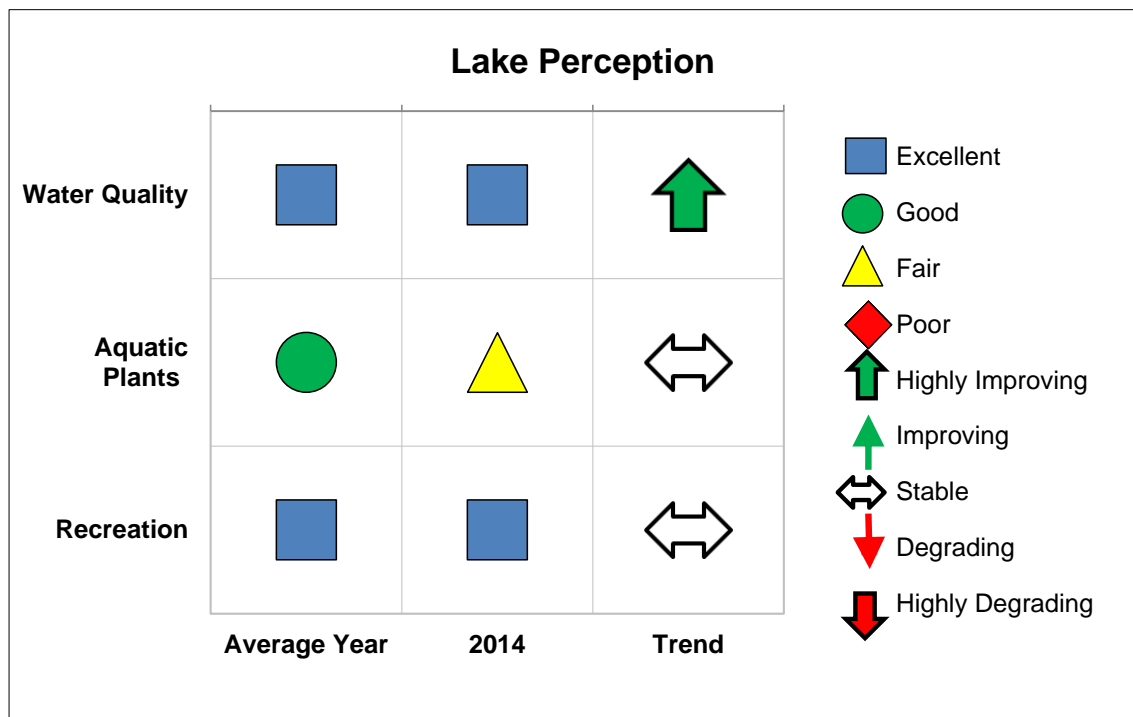 Lake Perception
Water Quality
Aquatic
Plants
Recreation
Average Year
2014
Trend
Excellent
Good
Fair
Poor
Highly Improving
Improving
Stable
Degrading
Highly Degrading